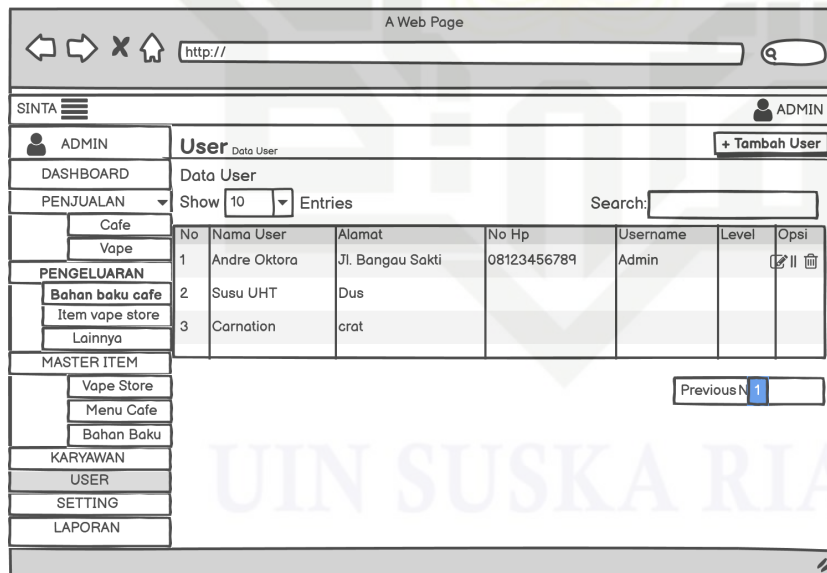 A Web Page
http://
SINTA
ADMIN
ADMIN
DASHBOARD
PENJUALAN
Cafe
Vape
PENGELUARAN
Bahan baku cafe
Item vape store
Lainnya
MASTER ITEM
Vape Store
Menu Cafe
Bahan Baku
KARYAWAN
USER
SETTING
LAPORAN
User Data User
+ Tambah User
Data User
Show 10 Entries Search:
No Nama User Alamat No Hp Username Level Opsi
1 Andre Oktora Jl. Bangau Sakti 08123456789 Admin
2 Susu UHT Dus
3 Carnation crat
Previous N 1
UIN SUSKA RIA